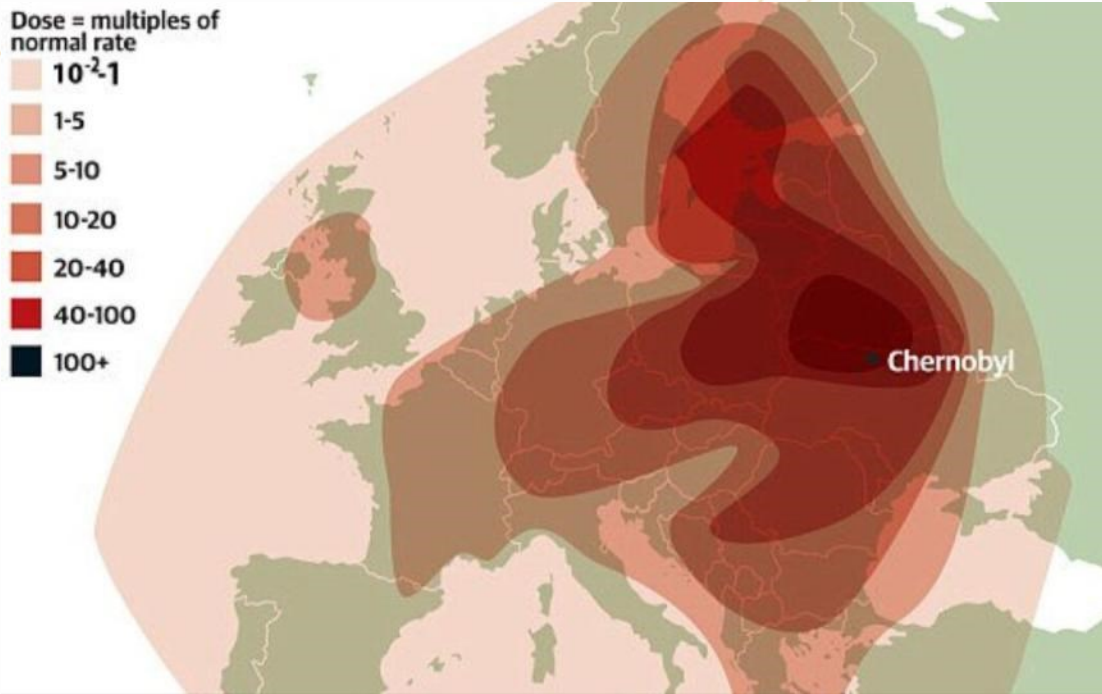 Dose = multiples of
normal rate
10⁻²-1
1-5
5-10
10-20
20-40
40-100
100+
Chernobyl